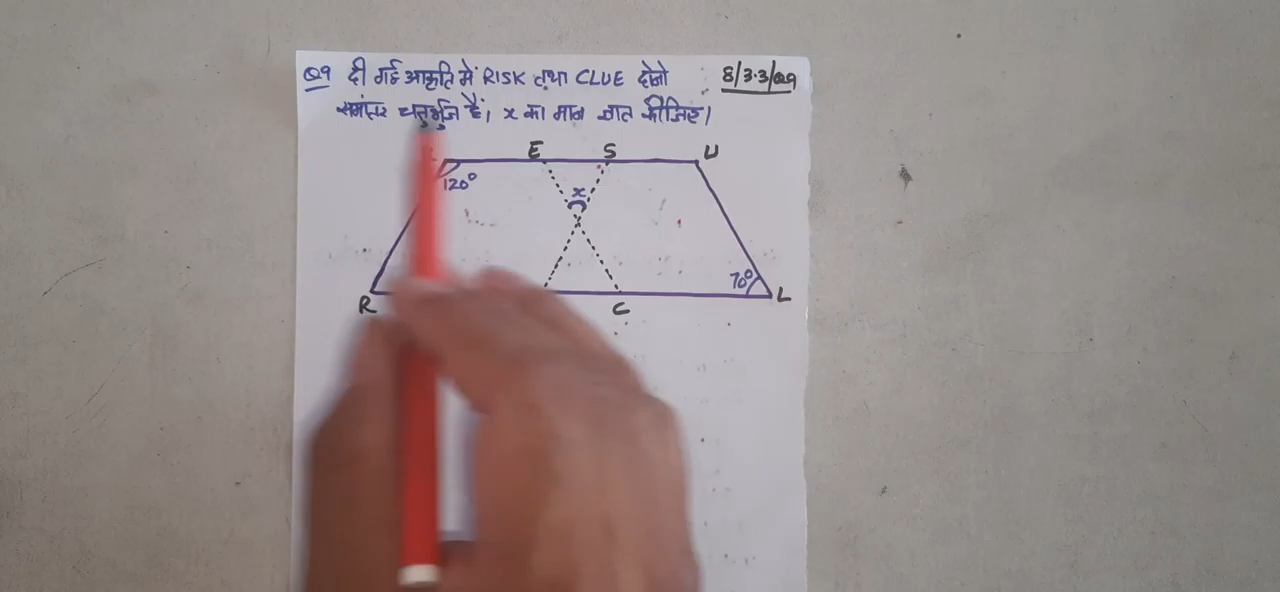 Q9 दी गई आकृति में RISK तथा CLUE दोनो 8/3.3/Q9
समांतर चतुर्भुज हैं। x का मान ज्ञात कीजिए।
E S U
120°
x
70°
R C L